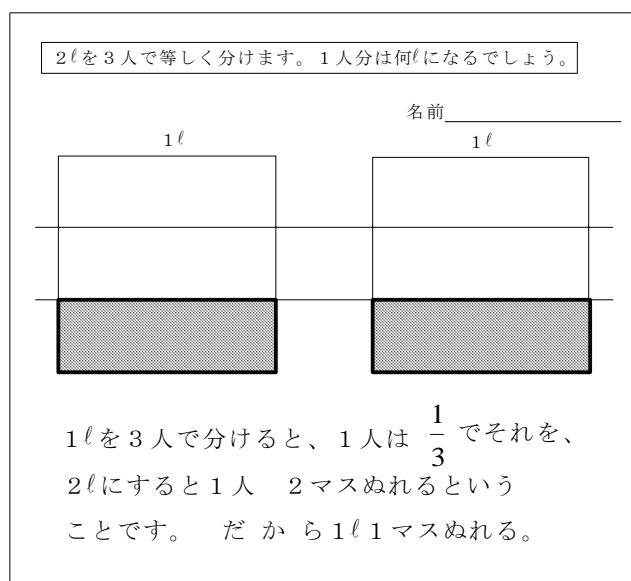 2ℓを3人で等しく分けます。1人分は何ℓになるでしょう。
名前
1ℓ
1ℓ
1ℓを3人で分けると、1人は 1/3 でそれを、
2ℓにすると1人　2マスぬれるという
ことです。　だ か ら1ℓ1マスぬれる。